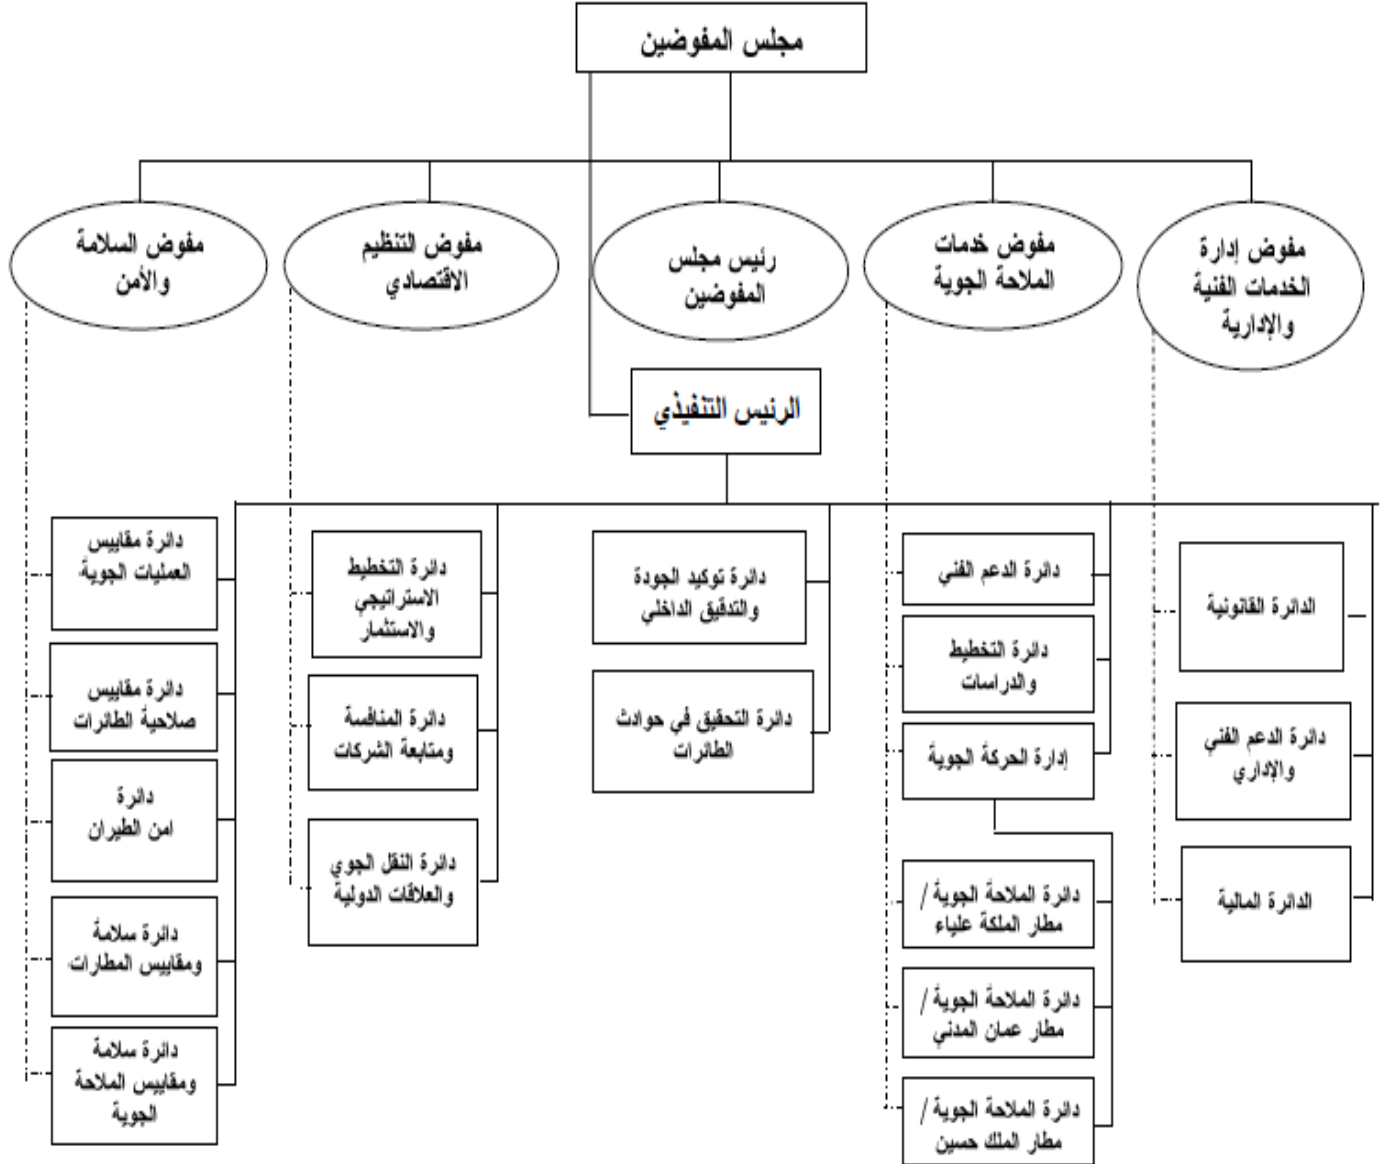 مجلس المفوضين
مفوض إدارة
الخدمات الفنية
والإدارية
مفوض خدمات
الملاحة الجوية
رئيس مجلس
المفوضين
مفوض التنظيم
الاقتصادي
مفوض السلامة
والأمن
الرئيس التنفيذي
الدائرة القانونية
دائرة الدعم الفني
والإداري
الدائرة المالية
دائرة الدعم الفني
دائرة التخطيط
والدراسات
إدارة الحركة الجوية
دائرة الملاحة الجوية /
مطار الملكة علياء
دائرة الملاحة الجوية /
مطار عمان المدني
دائرة الملاحة الجوية /
مطار الملك حسين
دائرة توكيد الجودة
والتدقيق الداخلي
دائرة التحقيق في حوادث
الطائرات
دائرة التخطيط
الاستراتيجي
والاستثمار
دائرة المنافسة
ومتابعة الشركات
دائرة النقل الجوي
والعلاقات الدولية
دائرة مقاييس
العمليات الجوية
دائرة مقاييس
صلاحية الطائرات
دائرة
امن الطيران
دائرة سلامة
ومقاييس المطارات
دائرة سلامة
ومقاييس الملاحة
الجوية